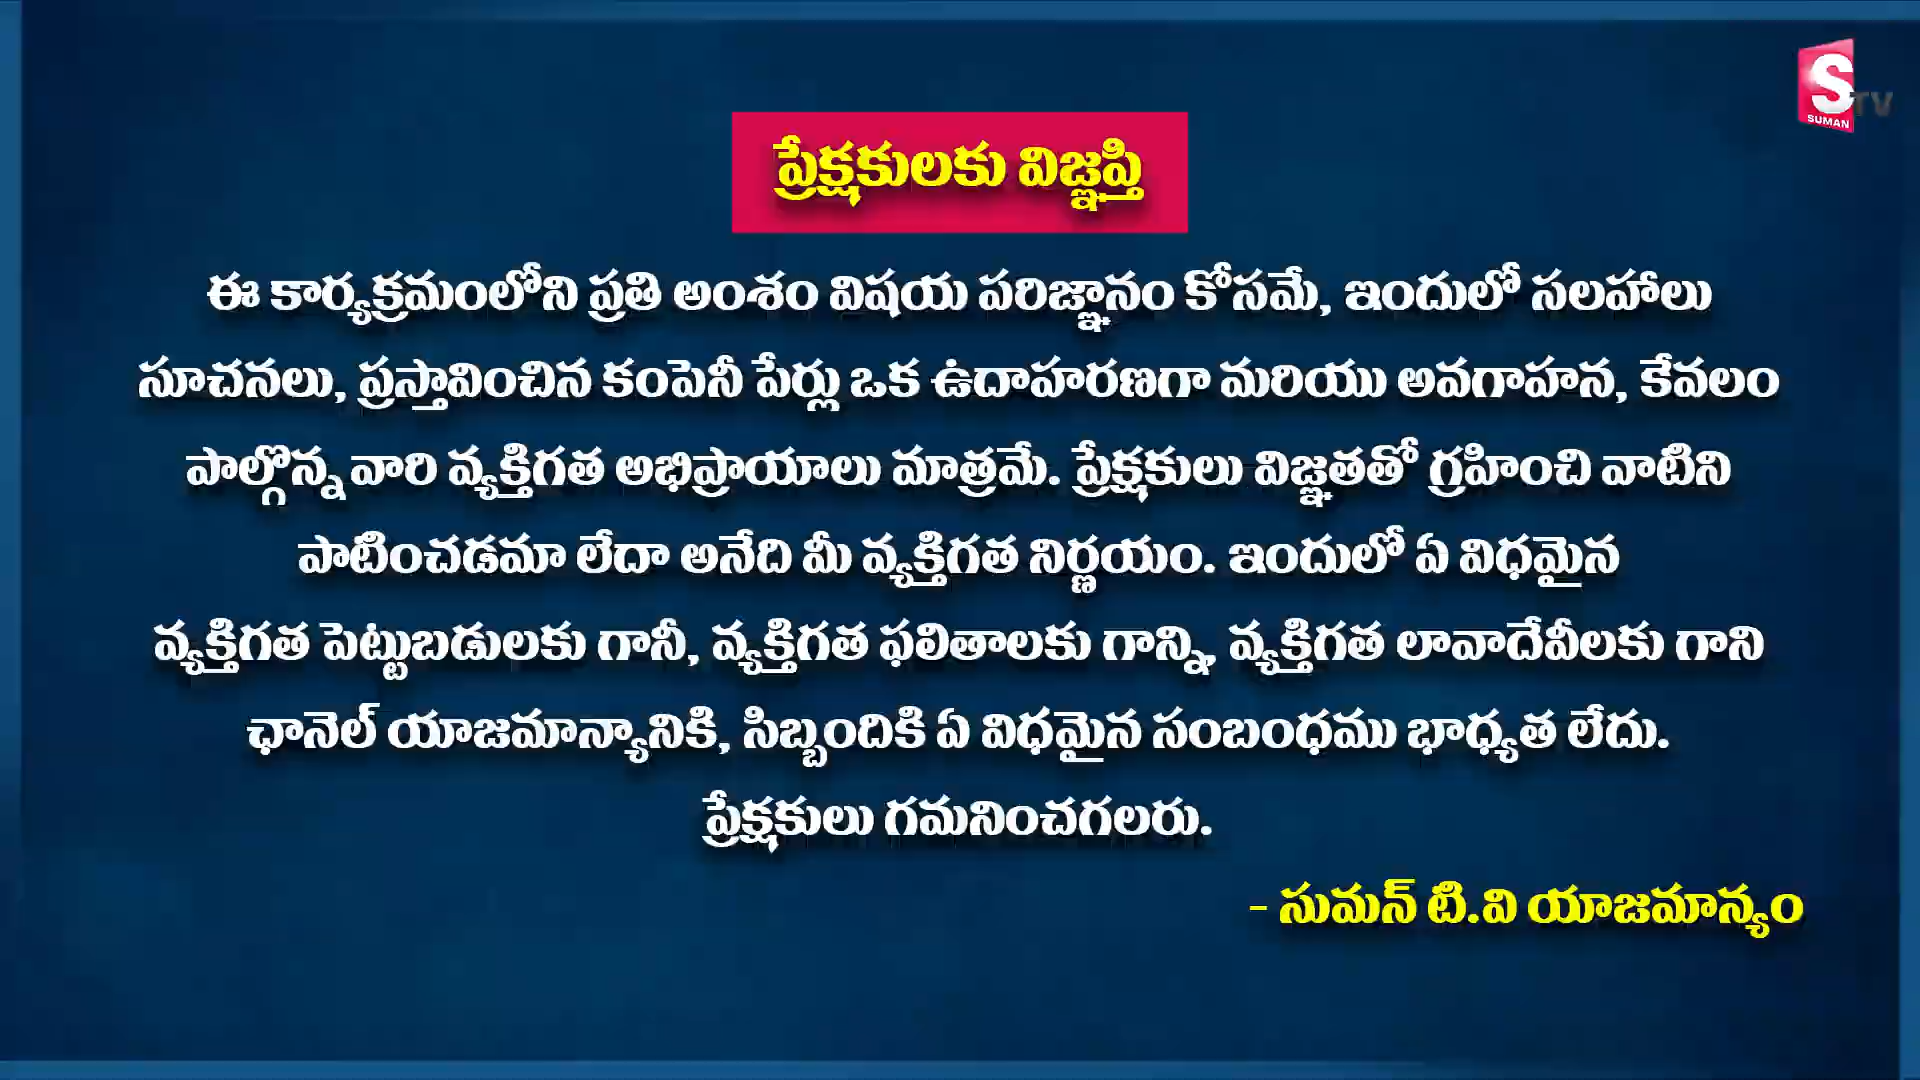 S TV
SUMAN
ప్రేక్షకులకు విజ్ఞప్తి
ఈ కార్యక్రమంలోని ప్రతి అంశం విషయ పరిజ్ఞానం కోసమే, ఇందులో సలహాలు
సూచనలు, ప్రస్తావించిన కంపెనీ పేర్లు ఒక ఉదాహరణగా మరియు అవగాహన, కేవలం
పాల్గొన్న వారి వ్యక్తిగత అభిప్రాయాలు మాత్రమే. ప్రేక్షకులు విజ్ఞతతో గ్రహించి వాటిని
పాటించడమా లేదా అనేది మీ వ్యక్తిగత నిర్ణయం. ఇందులో ఏ విధమైన
వ్యక్తిగత పెట్టుబడులకు గానీ, వ్యక్తిగత ఫలితాలకు గాన్ని, వ్యక్తిగత లావాదేవీలకు గాని
ఛానెల్ యాజమాన్యానికి, సిబ్బందికి ఏ విధమైన సంబంధము భాధ్యత లేదు.
ప్రేక్షకులు గమనించగలరు.
- సుమన్ టి.వి యాజమాన్యం